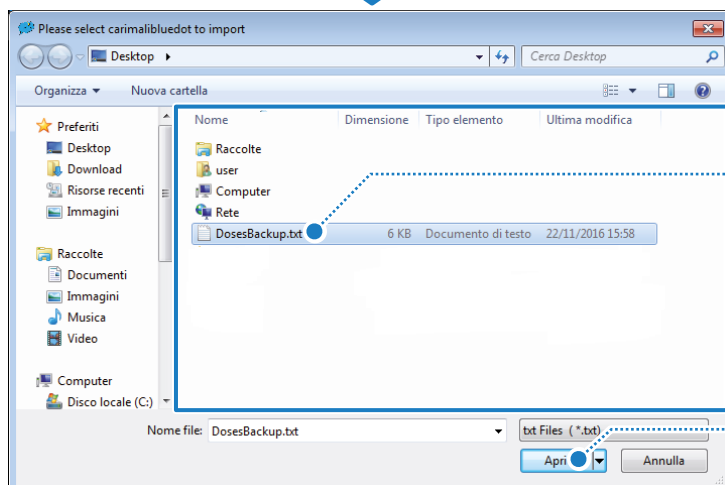 Please select carimalibluedot to import
Desktop
Cerca Desktop
Organizza
Nuova cartella
Preferiti
Desktop
Download
Risorse recenti
Immagini
Raccolte
Documenti
Immagini
Musica
Video
Computer
Disco locale (C:)
Nome Dimensione Tipo elemento Ultima modifica
Raccolte
user
Computer
Rete
DosesBackup.txt 6 KB Documento di testo 22/11/2016 15:58
Nome file: DosesBackup.txt
txt Files (*.txt)
Apri
Annulla